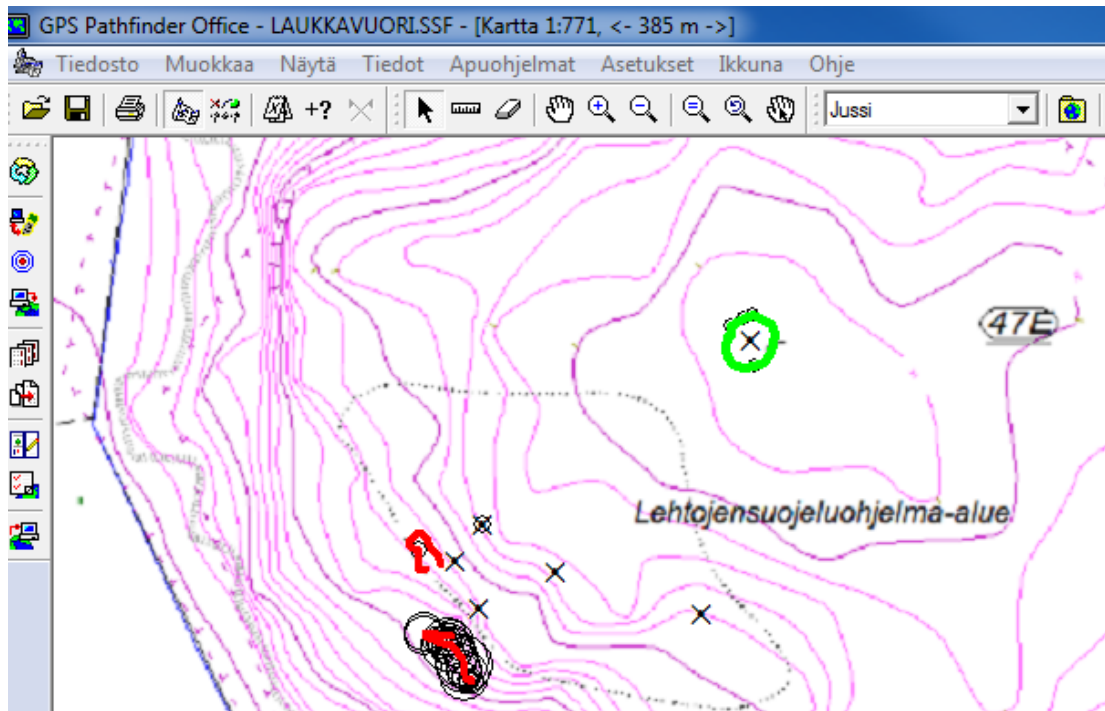 GPS Pathfinder Office - LAUKKAVUORI.SSF - [Kartta 1:771, <- 385 m ->]
Tiedosto Muokkaa Näytä Tiedot Apuohjelmat Asetukset Ikkuna Ohje
+? Jussi
47E
Lehtojensuojeluohjelma-alue